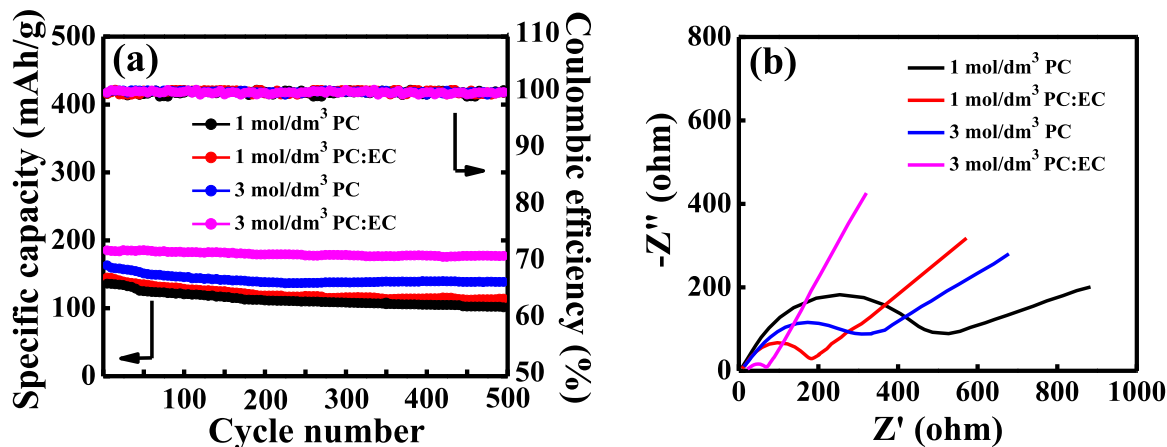 (a)
Specific capacity (mAh/g)
500
400
300
200
100
0
1 mol/dm³ PC
1 mol/dm³ PC:EC
3 mol/dm³ PC
3 mol/dm³ PC:EC
110
100
90
80
70
60
50
Coulombic efficiency (%)
100 200 300 400 500
Cycle number
(b)
-Z'' (ohm)
800
600
400
200
0
1 mol/dm³ PC
1 mol/dm³ PC:EC
3 mol/dm³ PC
3 mol/dm³ PC:EC
0 200 400 600 800 1000
Z' (ohm)